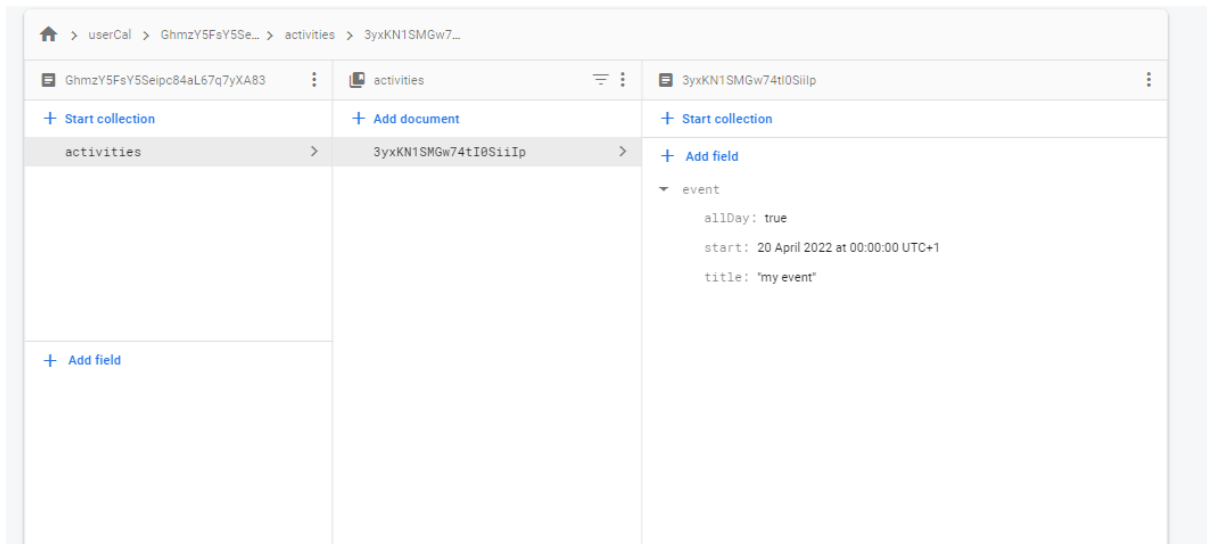 userCal > GhmzY5FsY5Se... > activities > 3yxKN1SMGw7...
GhmzY5FsY5Seipc84aL67q7yXA83
activities
3yxKN1SMGw74tI0SiiIp
+ Start collection
+ Add document
+ Start collection
activities
3yxKN1SMGw74tI0SiiIp
+ Add field
event
allDay: true
start: 20 April 2022 at 00:00:00 UTC+1
title: "my event"
+ Add field